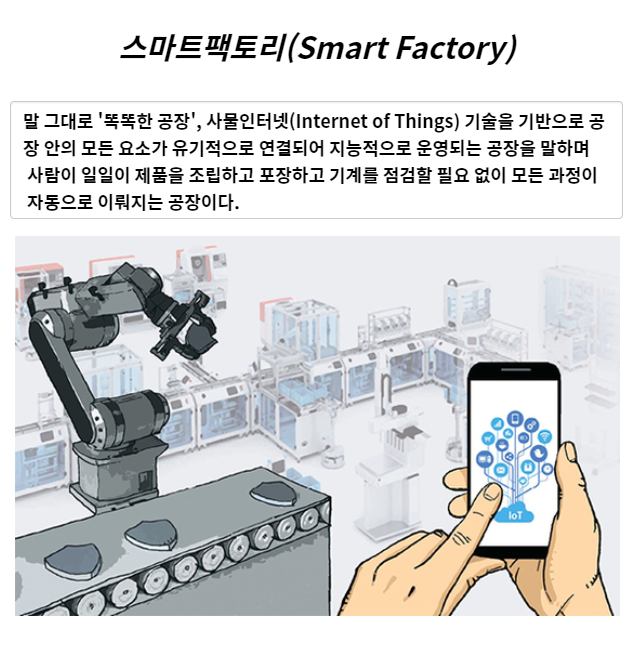 스마트팩토리(Smart Factory)
말 그대로 '똑똑한 공장', 사물인터넷(Internet of Things) 기술을 기반으로 공
장 안의 모든 요소가 유기적으로 연결되어 지능적으로 운영되는 공장을 말하며
사람이 일일이 제품을 조립하고 포장하고 기계를 점검할 필요 없이 모든 과정이
자동으로 이뤄지는 공장이다.
IoT